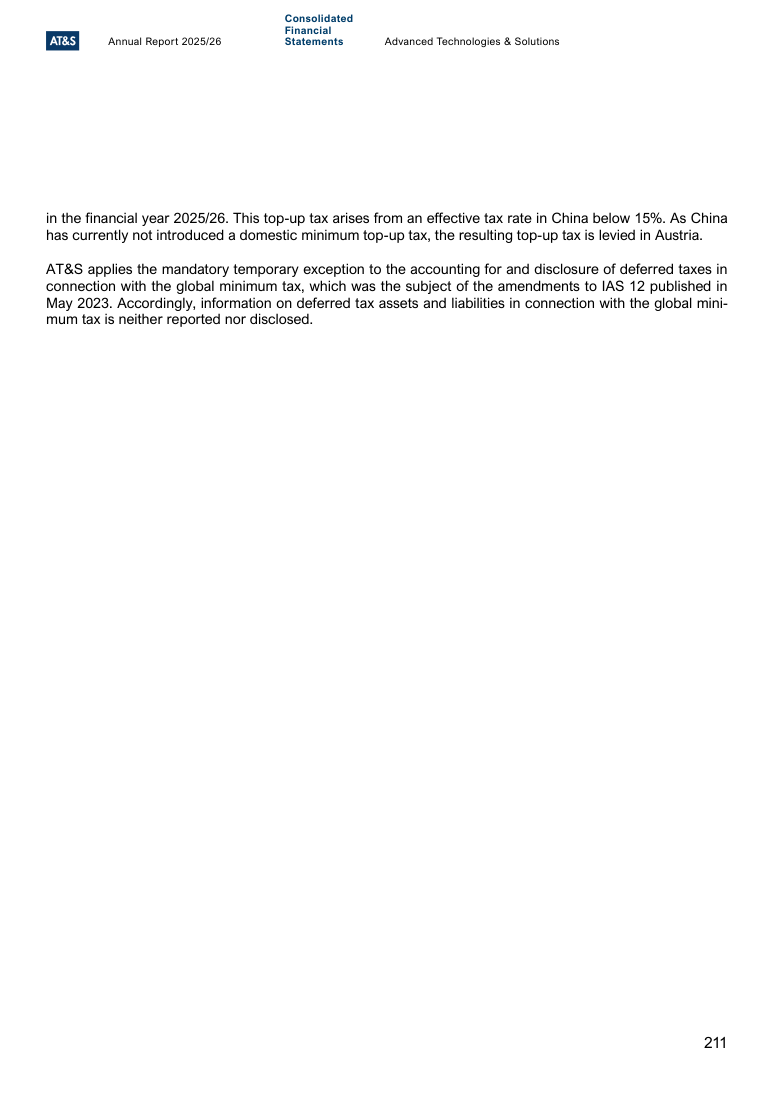 AT&S
Annual Report 2025/26
Consolidated
Financial
Statements
Advanced Technologies & Solutions
in the financial year 2025/26. This top-up tax arises from an effective tax rate in China below 15%. As China
has currently not introduced a domestic minimum top-up tax, the resulting top-up tax is levied in Austria.
AT&S applies the mandatory temporary exception to the accounting for and disclosure of deferred taxes in
connection with the global minimum tax, which was the subject of the amendments to IAS 12 published in
May 2023. Accordingly, information on deferred tax assets and liabilities in connection with the global mini-
mum tax is neither reported nor disclosed.
211